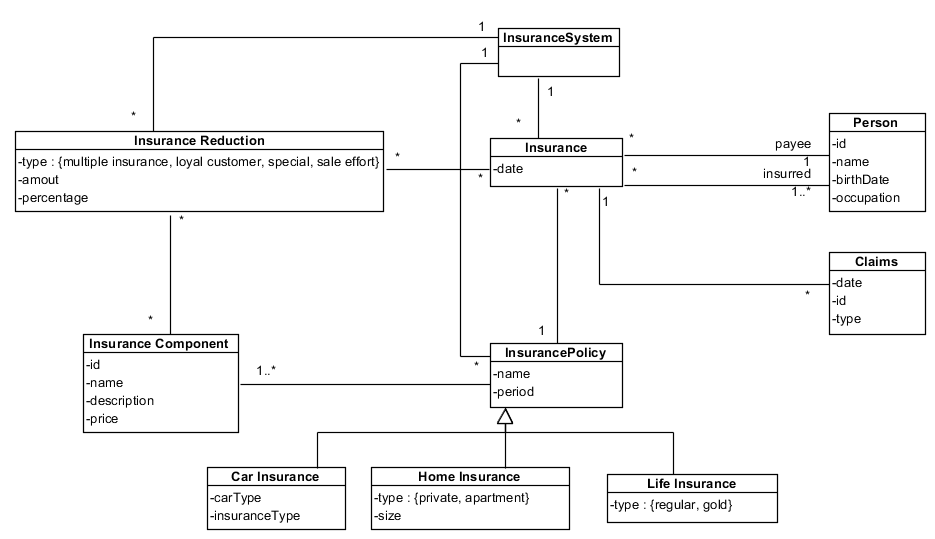 1
InsuranceSystem
1
1
*
*
Insurance Reduction
-type : {multiple insurance, loyal customer, special, sale effort}
-amout
-percentage
*
*
Insurance
-date
*
payee
1
*
insurred
1..*
Person
-id
-name
-birthDate
-occupation
*
1
*
Claims
-date
-id
-type
*
*
Insurance Component
-id
-name
-description
-price
1..*
1
*
InsurancePolicy
-name
-period
Car Insurance
-carType
-insuranceType
Home Insurance
-type : {private, apartment}
-size
Life Insurance
-type : {regular, gold}